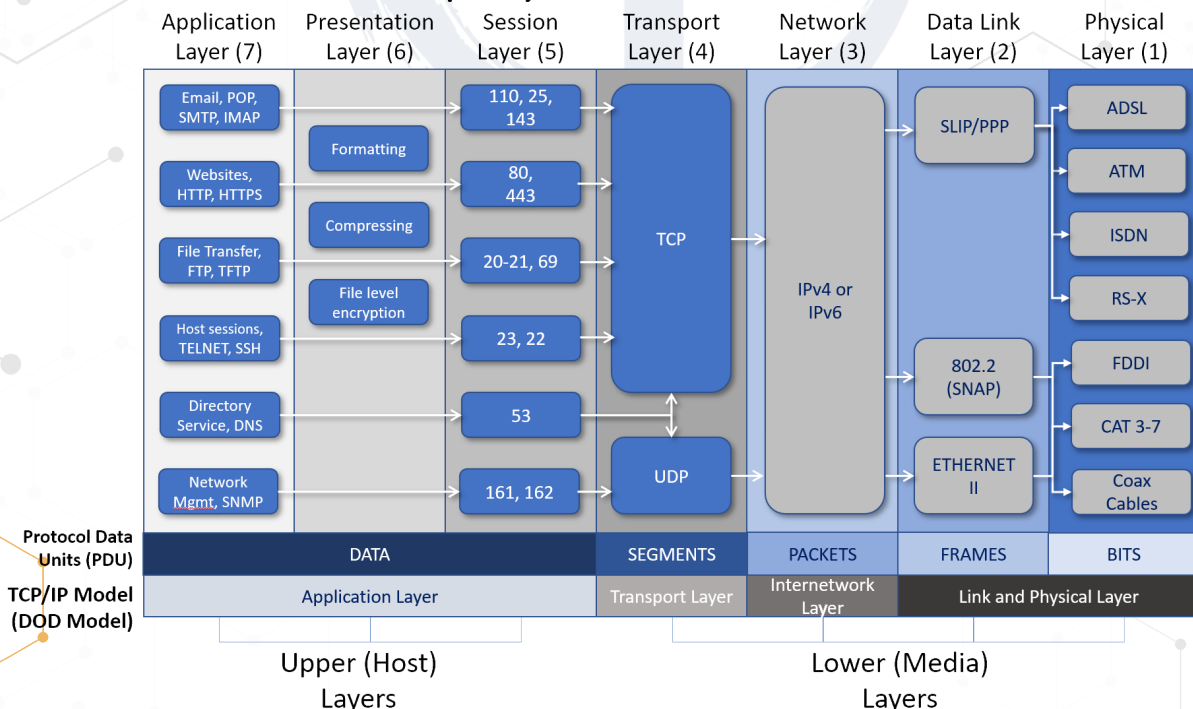 Application
Layer (7)
Presentation
Layer (6)
Session
Layer (5)
Transport
Layer (4)
Network
Layer (3)
Data Link
Layer (2)
Physical
Layer (1)
Email, POP,
SMTP, IMAP
Websites,
HTTP, HTTPS
File Transfer,
FTP, TFTP
Host sessions,
TELNET, SSH
Directory
Service, DNS
Network
Mgmt, SNMP
Formatting
Compressing
File level
encryption
110, 25,
143
80,
443
20-21, 69
23, 22
53
161, 162
TCP
UDP
IPv4 or
IPv6
SLIP/PPP
802.2
(SNAP)
ETHERNET
II
ADSL
ATM
ISDN
RS-X
FDDI
CAT 3-7
Coax
Cables
Protocol Data
Units (PDU)
DATA
SEGMENTS
PACKETS
FRAMES
BITS
TCP/IP Model
(DOD Model)
Application Layer
Transport Layer
Internetwork
Layer
Link and Physical Layer
Upper (Host)
Layers
Lower (Media)
Layers